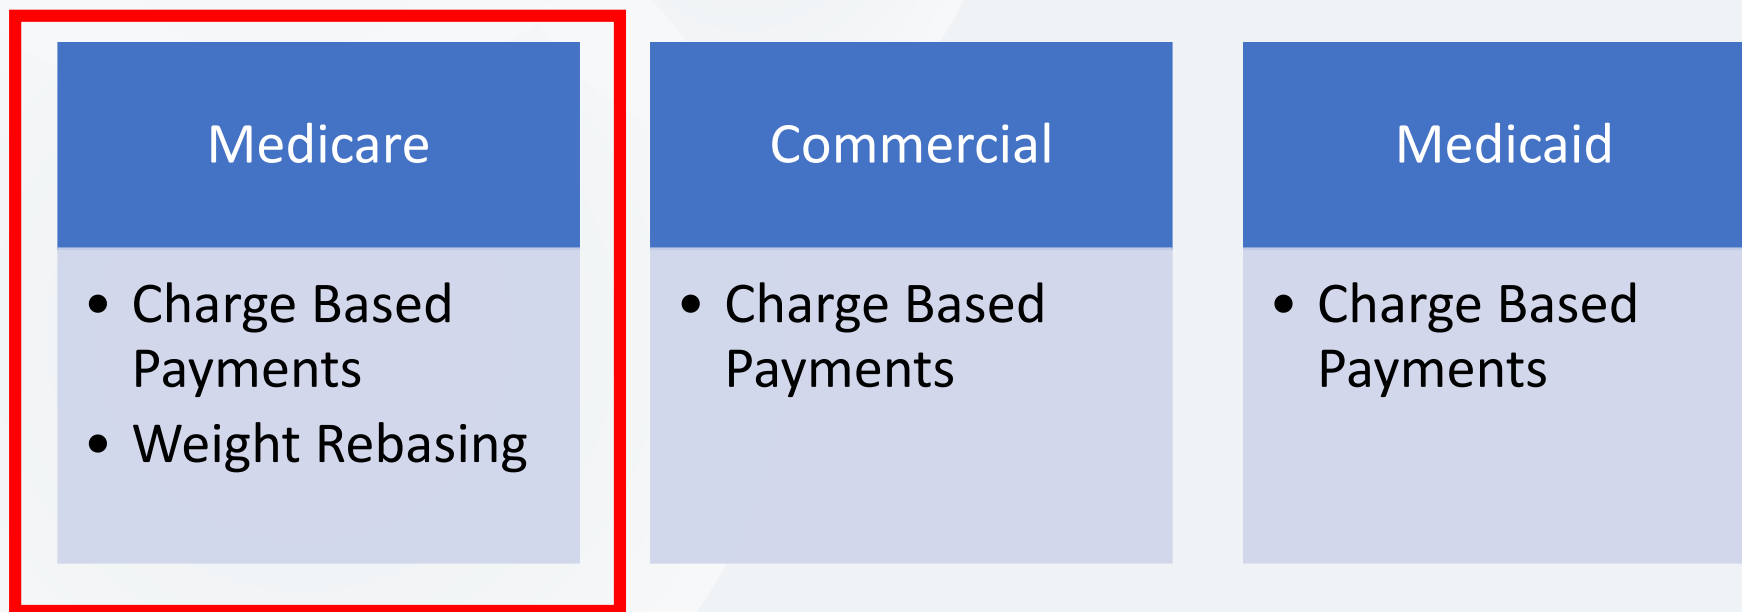 Medicare
• Charge Based
Payments
• Weight Rebasing
Commercial
• Charge Based
Payments
Medicaid
• Charge Based
Payments